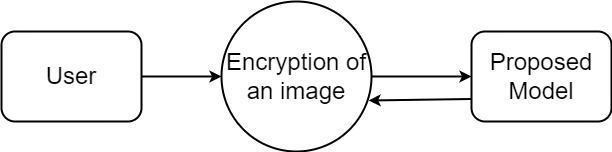 User
Encryption of
an image
Proposed
Model